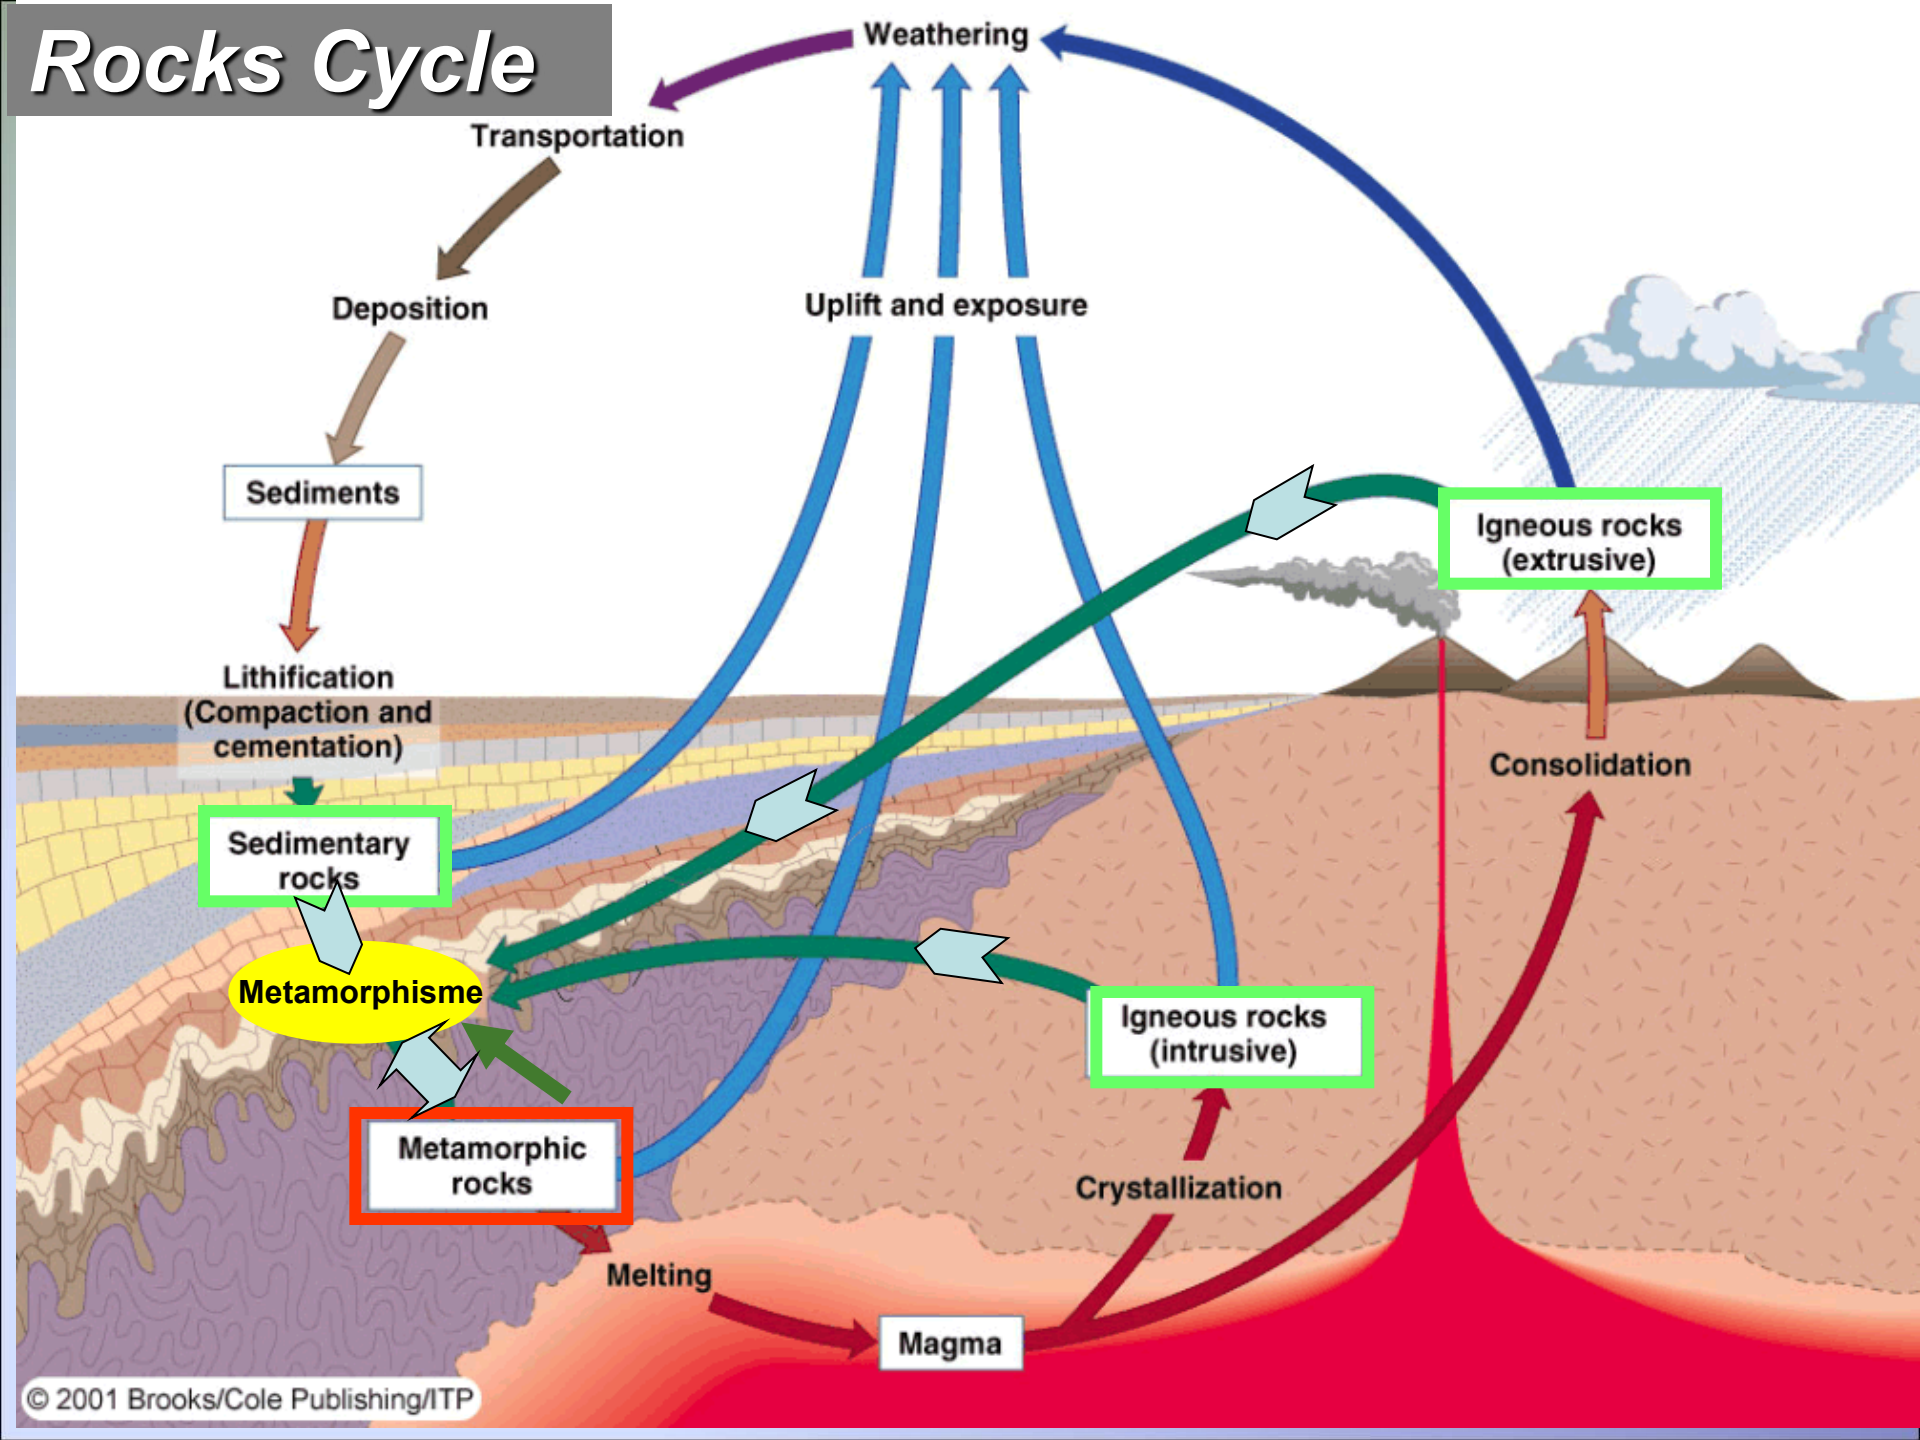 Rocks Cycle
Weathering
Transportation
Deposition
Uplift and exposure
Sediments
Igneous rocks
(extrusive)
Lithification
(Compaction and
cementation)
Consolidation
Sedimentary
rocks
Metamorphisme
Igneous rocks
(intrusive)
Metamorphic
rocks
Crystallization
Melting
Magma
© 2001 Brooks/Cole Publishing/ITP